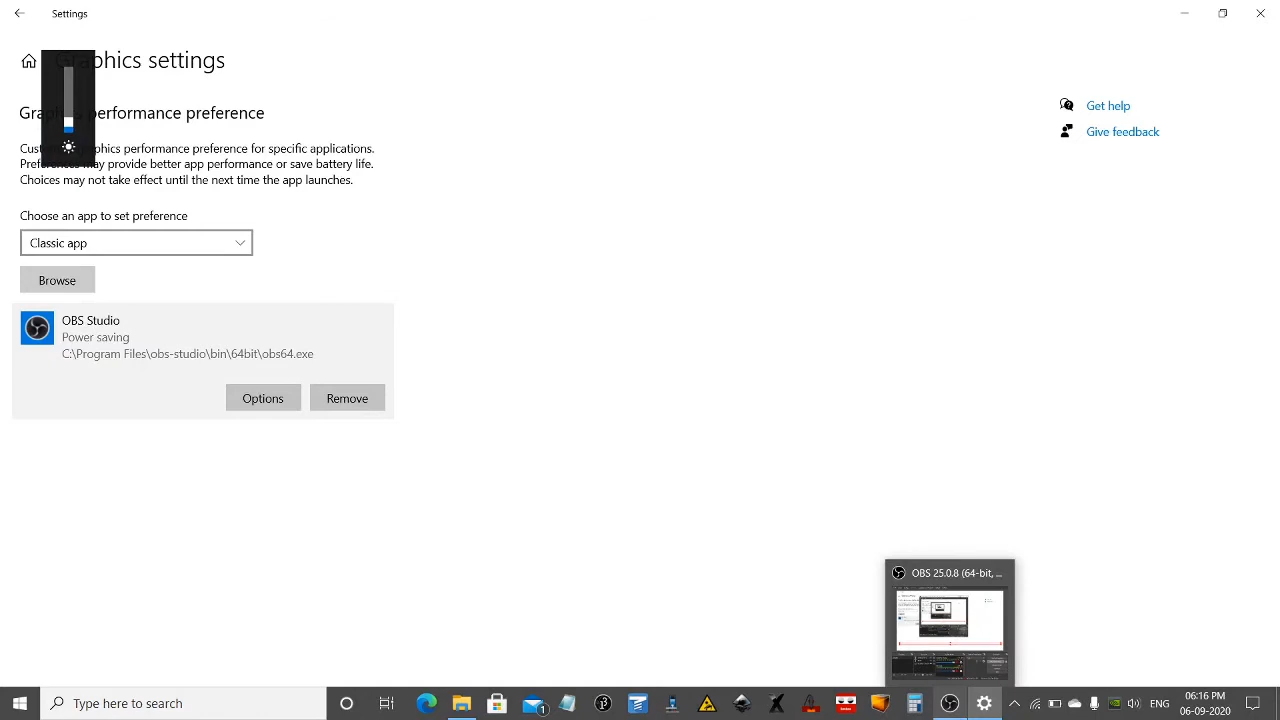 Settings
Graphics settings
Graphics performance preference
Customize graphics performance preference for specific applications.
Preferences may provide better app performance or save battery life.
Choices may not take effect until the next time the app launches.
Choose an app to set preference
Classic app
Browse
OBS Studio
Power saving
C:\Program Files\obs-studio\bin\64bit\obs64.exe
Options
Remove
Get help
Give feedback
OBS 25.0.8 (64-bit, ...
Type here to search
1
ENG
06:16 PM
06-09-2020